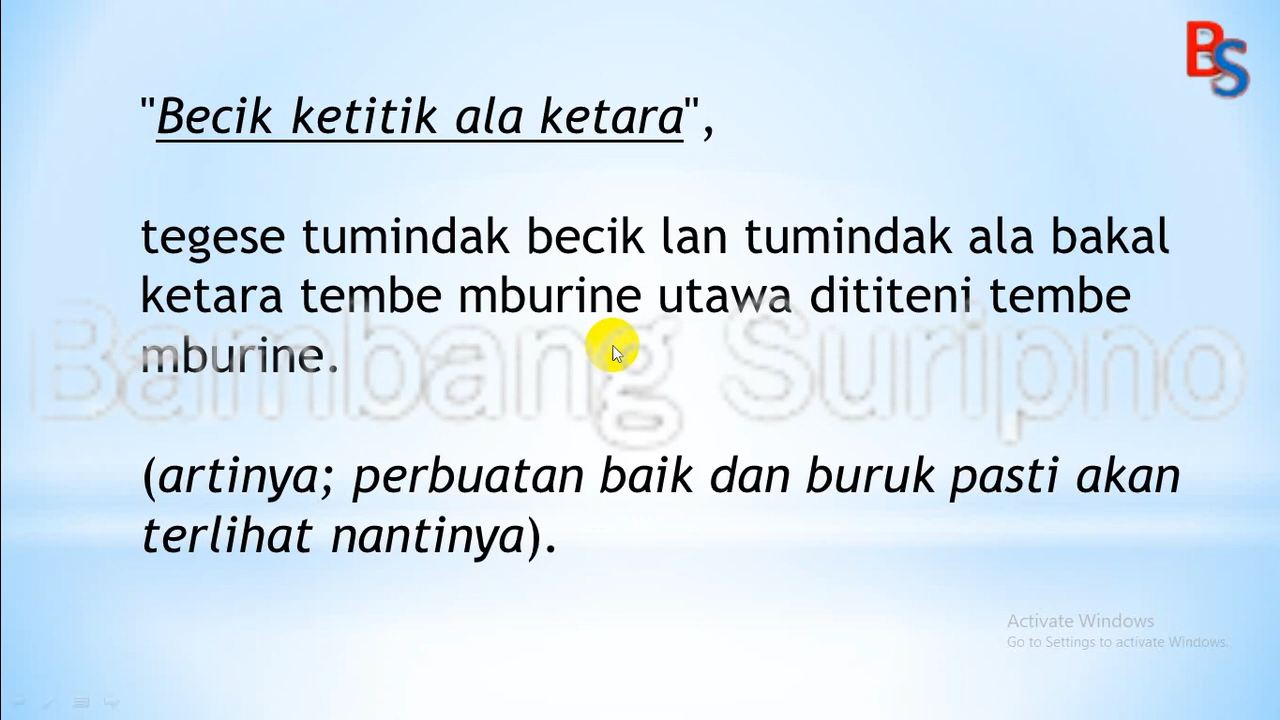 BS
"Becik ketitik ala ketara",
tegese tumindak becik lan tumindak ala bakal
ketara tembe mburine utawa dititeni tembe
mburine.
Bambang Suripno
(artinya; perbuatan baik dan buruk pasti akan
terlihat nantinya).
Activate Windows
Go to Settings to activate Windows.